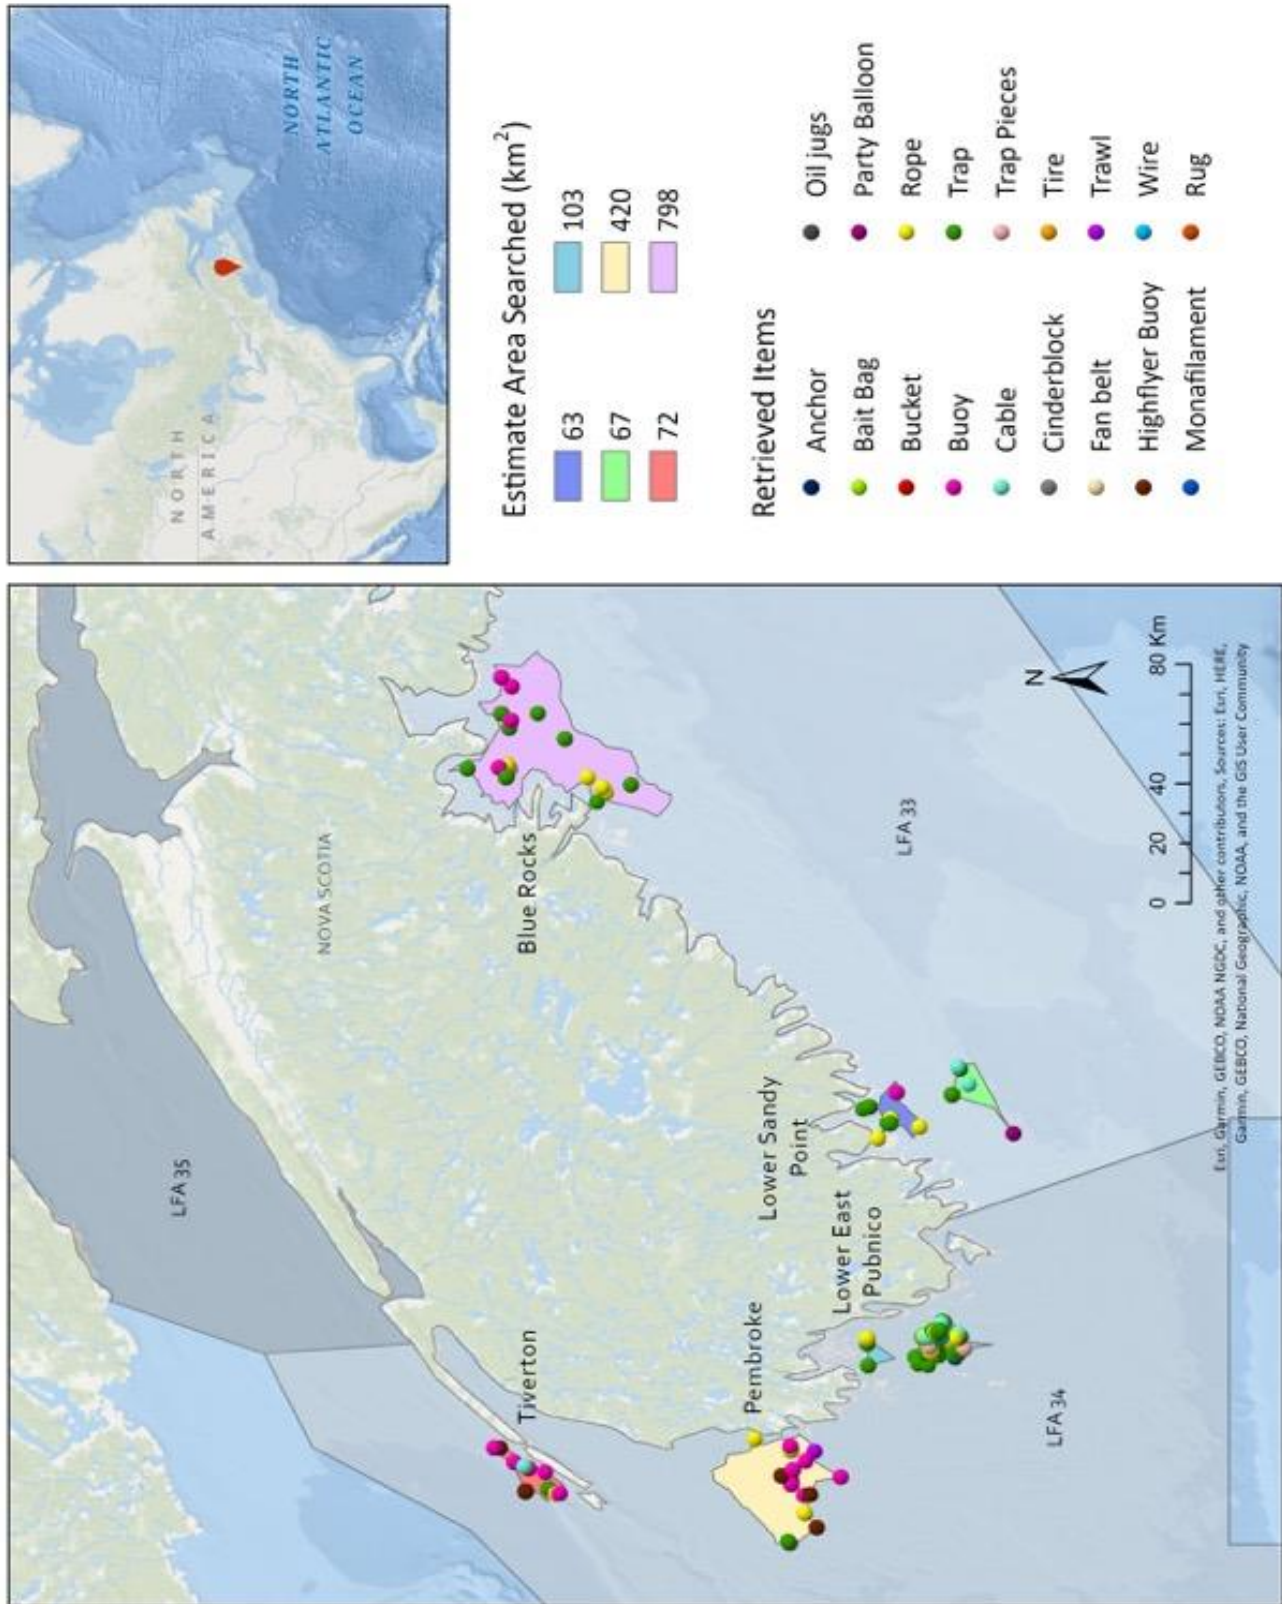 NORTH
AMERICA
NORTH
ATLANTIC
OCEAN
Estimate Area Searched (km²)
63
67
72
103
420
798
Retrieved Items
Anchor
Bait Bag
Bucket
Buoy
Cable
Cinderblock
Fan belt
Highflyer Buoy
Monafilament
Oil jugs
Party Balloon
Rope
Trap
Trap Pieces
Tire
Trawl
Wire
Rug
LFA 35
NOVA SCOTIA
Tiverton
Blue Rocks
Pembroke
Lower East
Pubnico
Lower Sandy
Point
LFA 33
LFA 34
N
0 20 40 80 Km
Esri, Garmin, GEBCO, NOAA NGDC, and other contributors, Sources: Esri, HERE,
Garmin, GEBCO, National Geographic, NOAA, and the GIS User Community